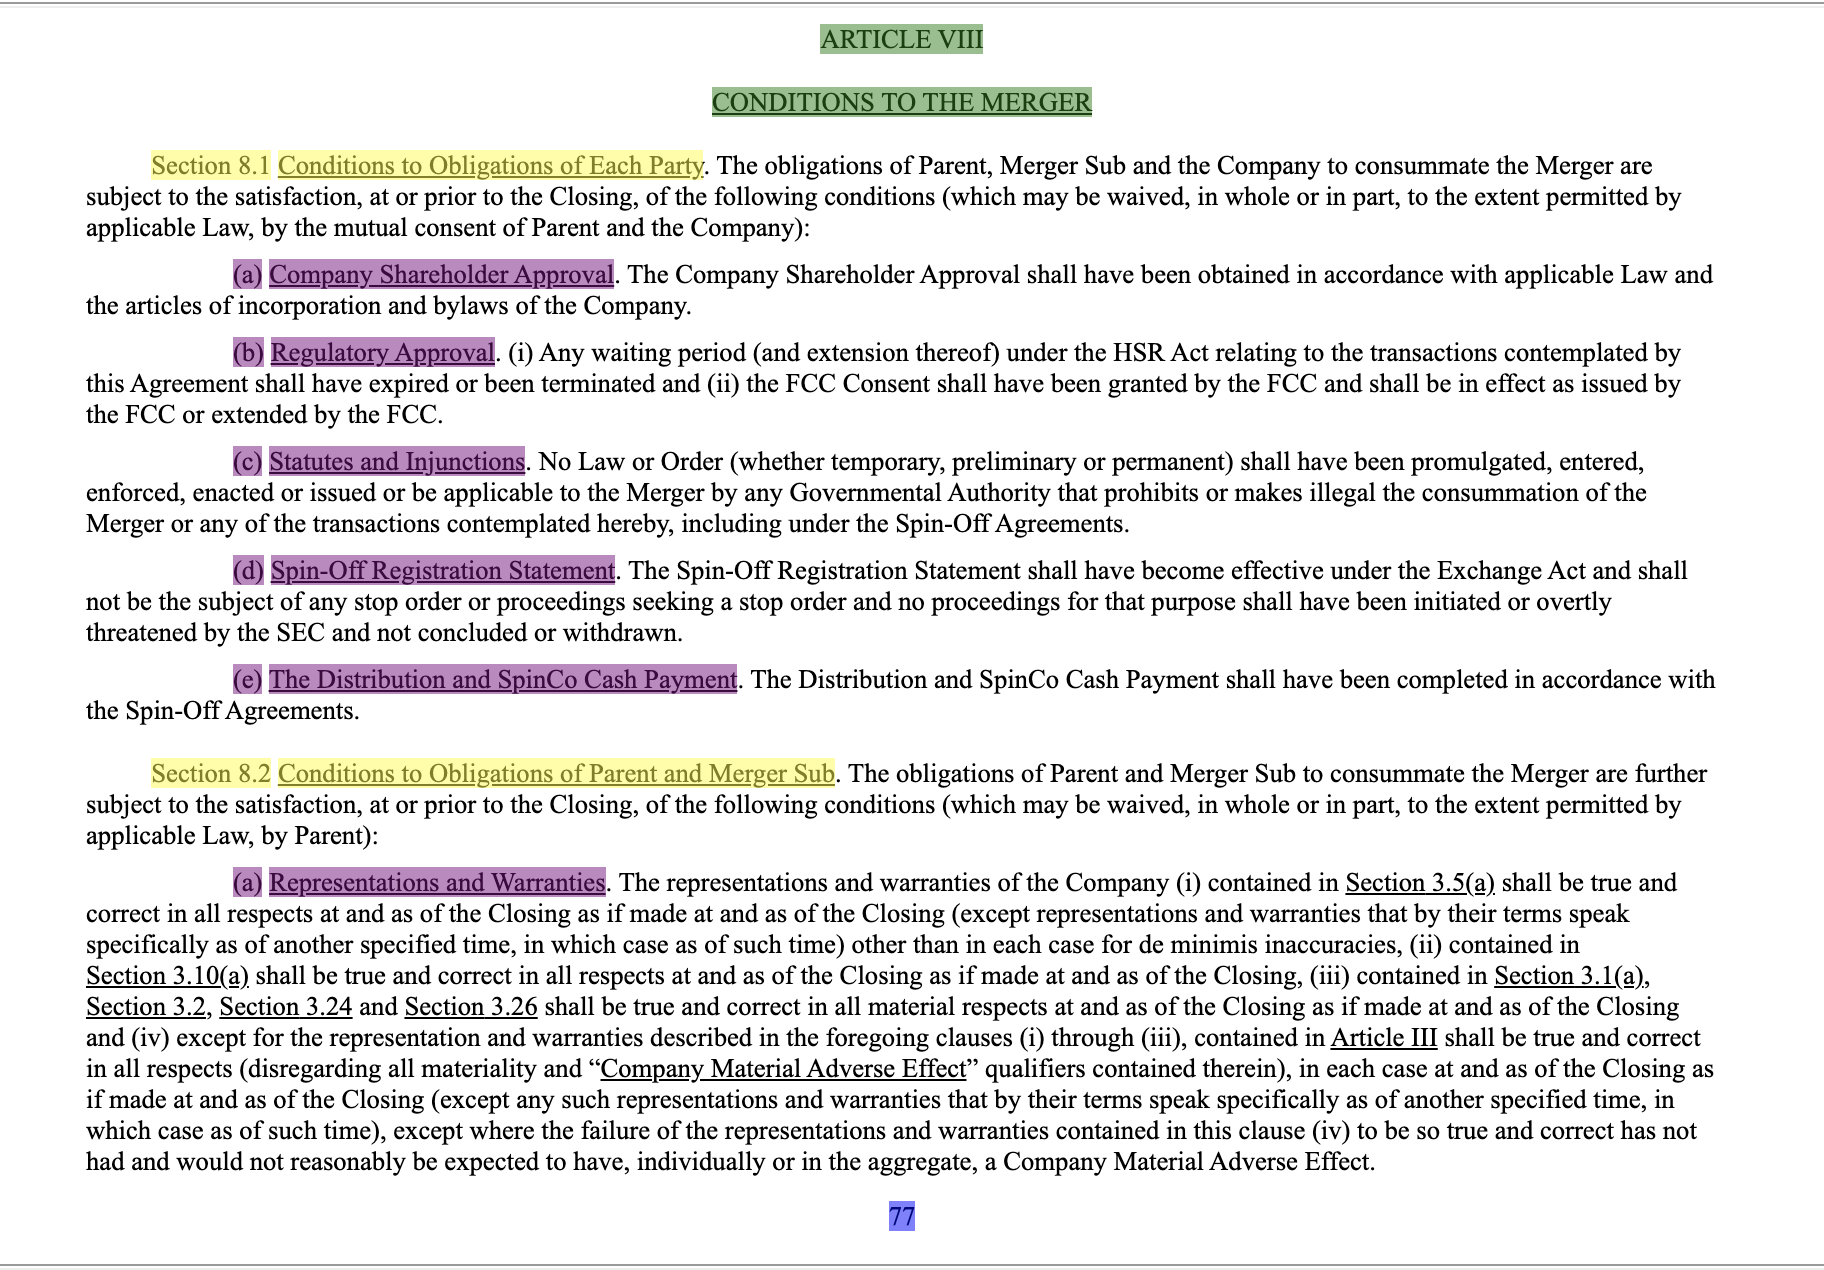 ARTICLE VIII
CONDITIONS TO THE MERGER
Section 8.1 Conditions to Obligations of Each Party. The obligations of Parent, Merger Sub and the Company to consummate the Merger are
subject to the satisfaction, at or prior to the Closing, of the following conditions (which may be waived, in whole or in part, to the extent permitted by
applicable Law, by the mutual consent of Parent and the Company):
(a) Company Shareholder Approval. The Company Shareholder Approval shall have been obtained in accordance with applicable Law and
the articles of incorporation and bylaws of the Company.
(b) Regulatory Approval. (i) Any waiting period (and extension thereof) under the HSR Act relating to the transactions contemplated by
this Agreement shall have expired or been terminated and (ii) the FCC Consent shall have been granted by the FCC and shall be in effect as issued by
the FCC or extended by the FCC.
(c) Statutes and Injunctions. No Law or Order (whether temporary, preliminary or permanent) shall have been promulgated, entered,
enforced, enacted or issued or be applicable to the Merger by any Governmental Authority that prohibits or makes illegal the consummation of the
Merger or any of the transactions contemplated hereby, including under the Spin-Off Agreements.
(d) Spin-Off Registration Statement. The Spin-Off Registration Statement shall have become effective under the Exchange Act and shall
not be the subject of any stop order or proceedings seeking a stop order and no proceedings for that purpose shall have been initiated or overtly
threatened by the SEC and not concluded or withdrawn.
(e) The Distribution and SpinCo Cash Payment. The Distribution and SpinCo Cash Payment shall have been completed in accordance with
the Spin-Off Agreements.
Section 8.2 Conditions to Obligations of Parent and Merger Sub. The obligations of Parent and Merger Sub to consummate the Merger are further
subject to the satisfaction, at or prior to the Closing, of the following conditions (which may be waived, in whole or in part, to the extent permitted by
applicable Law, by Parent):
(a) Representations and Warranties. The representations and warranties of the Company (i) contained in Section 3.5(a) shall be true and
correct in all respects at and as of the Closing as if made at and as of the Closing (except representations and warranties that by their terms speak
specifically as of another specified time, in which case as of such time) other than in each case for de minimis inaccuracies, (ii) contained in
Section 3.10(a) shall be true and correct in all respects at and as of the Closing as if made at and as of the Closing, (iii) contained in Section 3.1(a),
Section 3.2, Section 3.24 and Section 3.26 shall be true and correct in all material respects at and as of the Closing as if made at and as of the Closing
and (iv) except for the representation and warranties described in the foregoing clauses (i) through (iii), contained in Article III shall be true and correct
in all respects (disregarding all materiality and “Company Material Adverse Effect” qualifiers contained therein), in each case at and as of the Closing as
if made at and as of the Closing (except any such representations and warranties that by their terms speak specifically as of another specified time, in
which case as of such time), except where the failure of the representations and warranties contained in this clause (iv) to be so true and correct has not
had and would not reasonably be expected to have, individually or in the aggregate, a Company Material Adverse Effect.
77